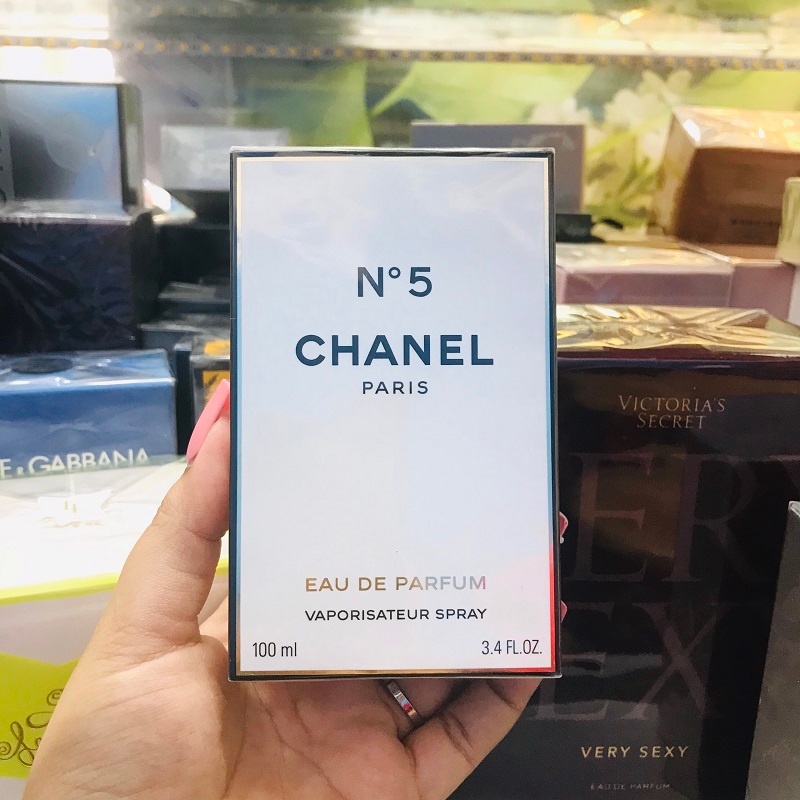 N°5
CHANEL
PARIS
EAU DE PARFUM
VAPORISATEUR SPRAY
100 ml
3.4 FL.OZ.
& GABBANA
VICTORIA'S
SECRET
VERY SEXY
EAU DE PARFUM